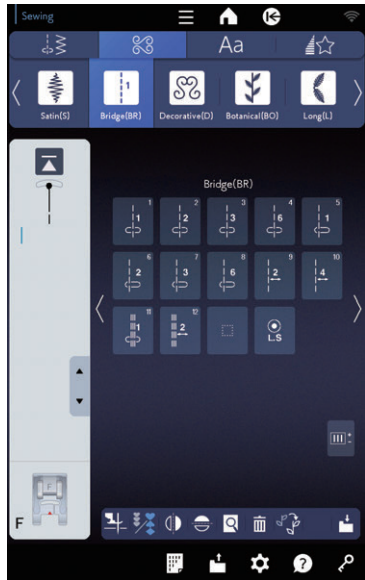 Sewing
Aa
1
Satin(S) Bridge(BR) Decorative(D) Botanical(BO) Long(L)
Bridge(BR)
1 2 3 4 5
1 2 3 6 1
6 7 8 9 10
2 3 6 2 4
11 12
1 2
L.S
F
?